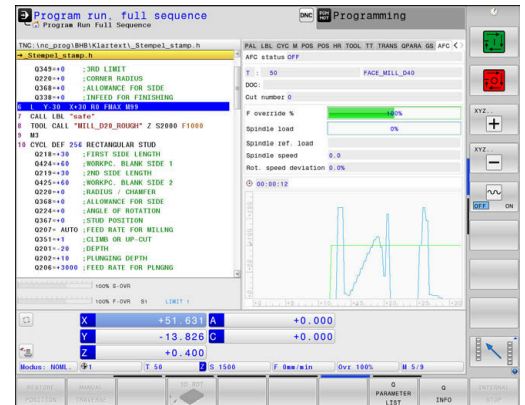 Program run, full sequence
Program Run Full Sequence
DNC
Programming
TNC:\nc_prog\BHB\Klartext\_Stempel_stamp.h
→_Stempel_stamp.h
Q349=+0 ;3RD LIMIT
Q220=+0 ;CORNER RADIUS
Q368=+0 ;ALLOWANCE FOR SIDE
Q338=+0 ;INFEED FOR FINISHING
6 L Y-30 X+30 R0 FMAX M99
7 CALL LBL "safe"
8 TOOL CALL "MILL_D20_ROUGH" Z S2000 F1000
9 M3
10 CYCL DEF 256 RECTANGULAR STUD
Q218=+30 ;FIRST SIDE LENGTH
Q424=+60 ;WORKPC. BLANK SIDE 1
Q219=+30 ;2ND SIDE LENGTH
Q425=+60 ;WORKPC. BLANK SIDE 2
Q220=+0 ;RADIUS / CHAMFER
Q368=+0 ;ALLOWANCE FOR SIDE
Q224=+0 ;ANGLE OF ROTATION
Q367=+0 ;STUD POSITION
Q207= AUTO ;FEED RATE FOR MILLNG
Q351=+1 ;CLIMB OR UP-CUT
Q201=-20 ;DEPTH
Q202=+10 ;PLUNGING DEPTH
Q206=+3000 ;FEED RATE FOR PLNGNG
100% S-OVR
100% F-OVR S1 LIMIT 1
PAL LBL CYC M POS POS HR TOOL TT TRANS QPARA GS AFC
AFC status OFF
T : 50 FACE_MILL_D40
DOC:
Cut number 0
F override % 100%
Spindle load 0%
Spindle ref. load
Spindle speed 0.0
Rot. speed deviation 0.0%
00:00:12
X +51.631 A +0.000
Y -13.826 C +0.000
Z +0.400
Modus: NOML. 1 T 50 Z S 1500 F 0mm/min Ovr 100% M 5/9
RESTORE POSITION
MANUAL TRAVERSE
3D ROT
Q PARAMETER LIST
Q INFO
INTERNAL STOP
XYZ...
+
XYZ...
−
OFF ON